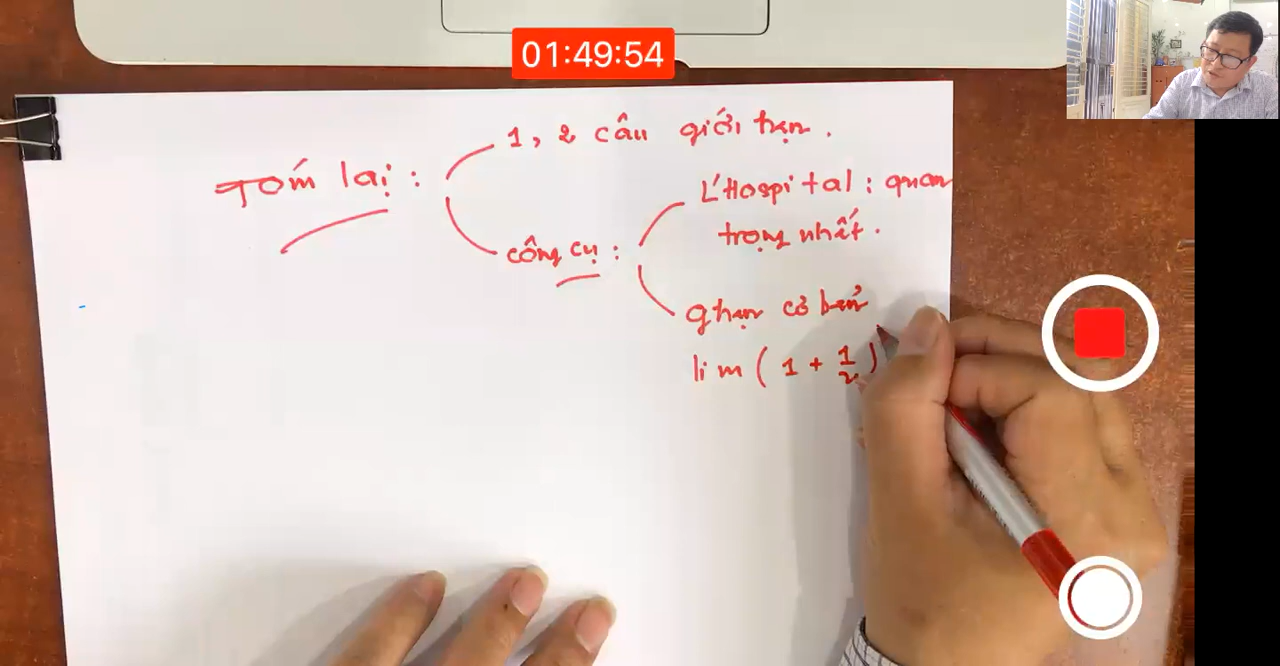 01:49:54
1, 2 câu giới hạn.
Tóm lại :
L'Hospital : quan
trọng nhất.
công cụ :
ghạn cơ bản
lim ( 1 + 1/x )